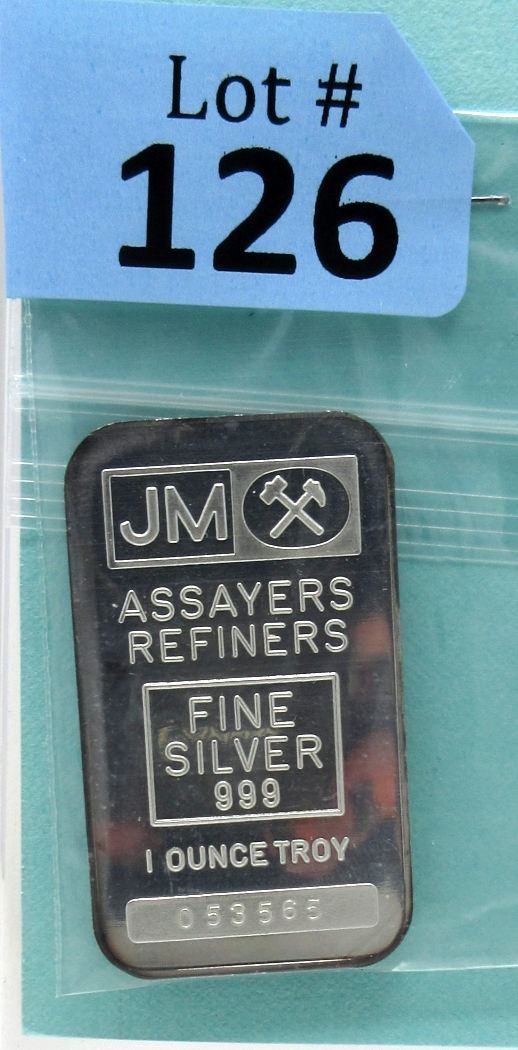 Lot #
126
JM
ASSAYERS
REFINERS
FINE
SILVER
999
1 OUNCE TROY
053565